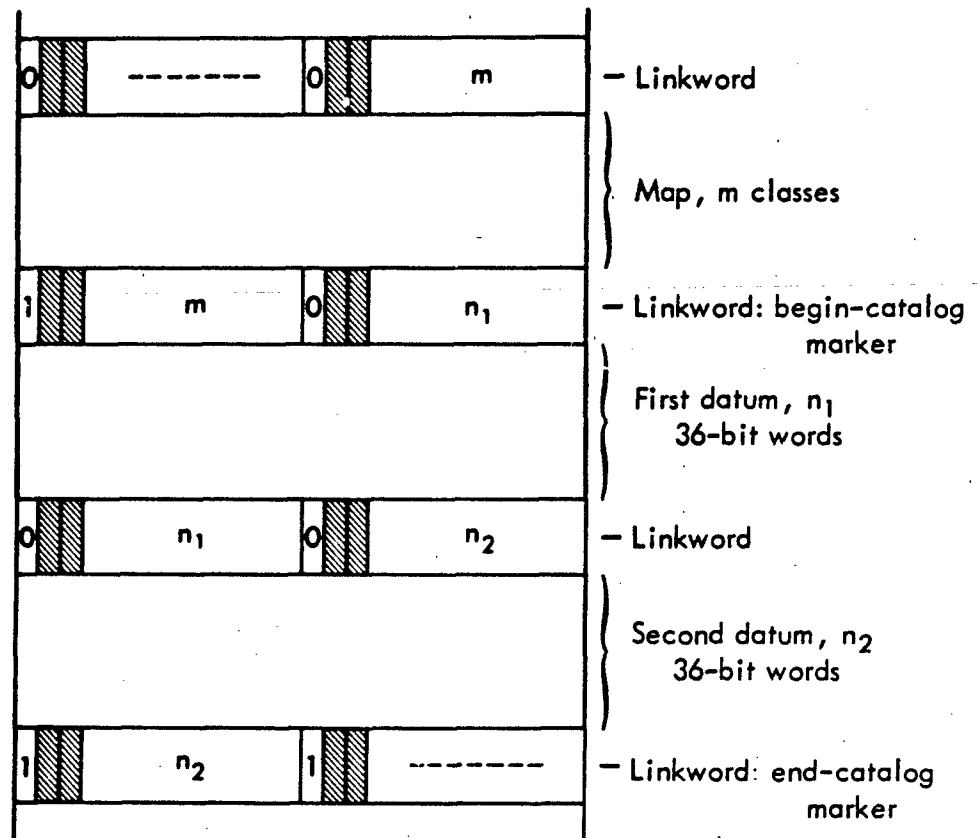 0 ------- 0 m – Linkword
Map, m classes
1 m 0 n₁ – Linkword: begin-catalog
marker
First datum, n₁
36-bit words
0 n₁ 0 n₂ – Linkword
Second datum, n₂
36-bit words
1 n₂ 1 ------- – Linkword: end-catalog
marker